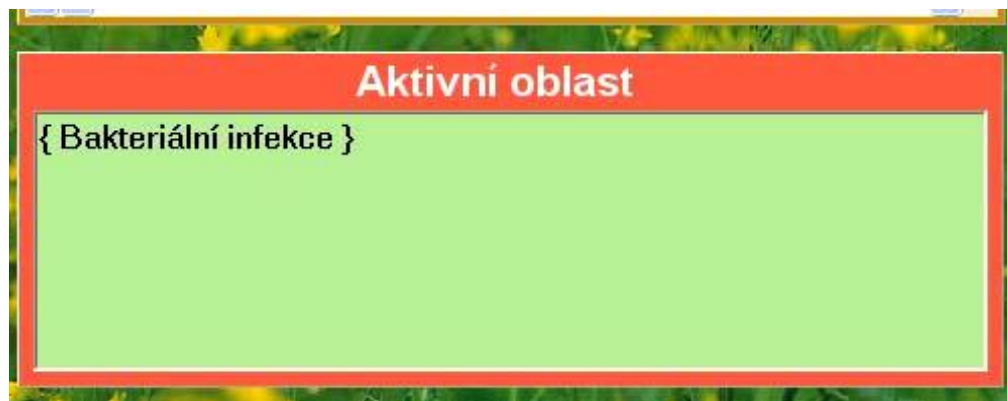 Aktivní oblast
{ Bakteriální infekce }